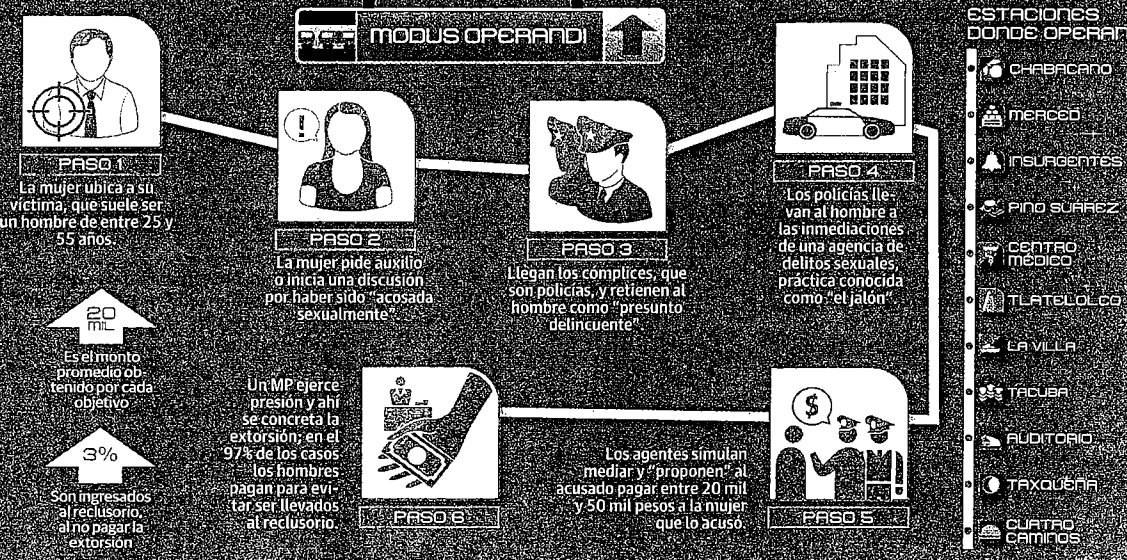 MODUS OPERANDI
PASO 1
La mujer ubica a su
víctima, que suele ser
un hombre de entre 25 y
55 años.
PASO 2
La mujer pide auxilio
o inicia una discusión
por haber sido "acosada
sexualmente".
PASO 3
Llegan los cómplices, que
son policías, y retienen al
hombre como "presunto
delincuente".
PASO 4
Los policías lle-
van al hombre a
las inmediaciones
de una agencia de
delitos sexuales,
práctica conocida
como "el jalón".
PASO 5
Los agentes simulan
mediar y "proponen" al
acusado pagar entre 20 mil
y 50 mil pesos a la mujer
que lo acusó.
PASO 6
Un MP ejerce
presión y ahí
se concreta la
extorsión; en el
97% de los casos
los hombres
pagan para evi-
tar ser llevados
al reclusorio.
20
MIL
Es el monto
promedio ob-
tenido por cada
objetivo
3%
Son ingresados
al reclusorio,
al no pagar la
extorsión
$
ESTACIONES
DONDE OPERAN
CHABACANO
MERCED
INSURGENTES
PINO SUÁREZ
CENTRO
MÉDICO
TLATELOLCO
LA VILLA
TACUBA
AUDITORIO
TAXQUEÑA
CUATRO
CAMINOS